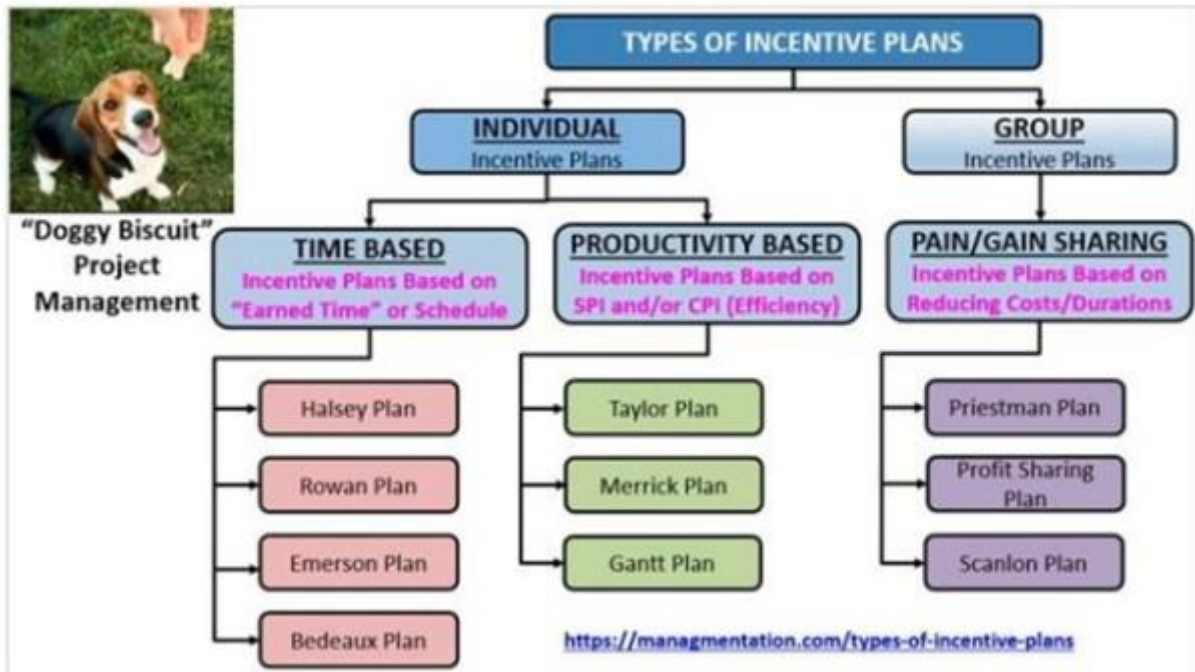 TYPES OF INCENTIVE PLANS
INDIVIDUAL
Incentive Plans
GROUP
Incentive Plans
“Doggy Biscuit”
Project
Management
TIME BASED
Incentive Plans Based on
“Earned Time” or Schedule
PRODUCTIVITY BASED
Incentive Plans Based on
SPI and/or CPI (Efficiency)
PAIN/GAIN SHARING
Incentive Plans Based on
Reducing Costs/Durations
Halsey Plan
Rowan Plan
Emerson Plan
Bedeaux Plan
Taylor Plan
Merrick Plan
Gantt Plan
Priestman Plan
Profit Sharing
Plan
Scanlon Plan
https://managmentation.com/types-of-incentive-plans